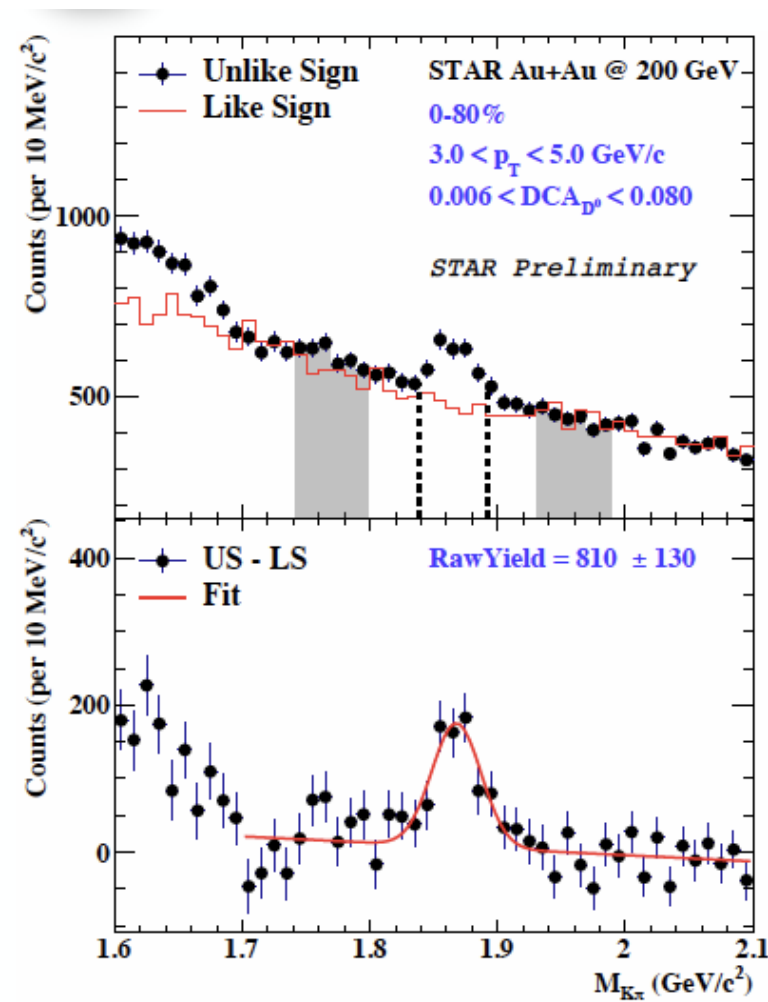 Counts (per 10 MeV/c²)
1000
500
Unlike Sign
Like Sign
STAR Au+Au @ 200 GeV
0-80%
3.0 < p_T < 5.0 GeV/c
0.006 < DCA_D⁰ < 0.080
STAR Preliminary
Counts (per 10 MeV/c²)
400
200
0
US - LS
Fit
RawYield = 810 ± 130
1.6 1.7 1.8 1.9 2 2.1
M_Kπ (GeV/c²)